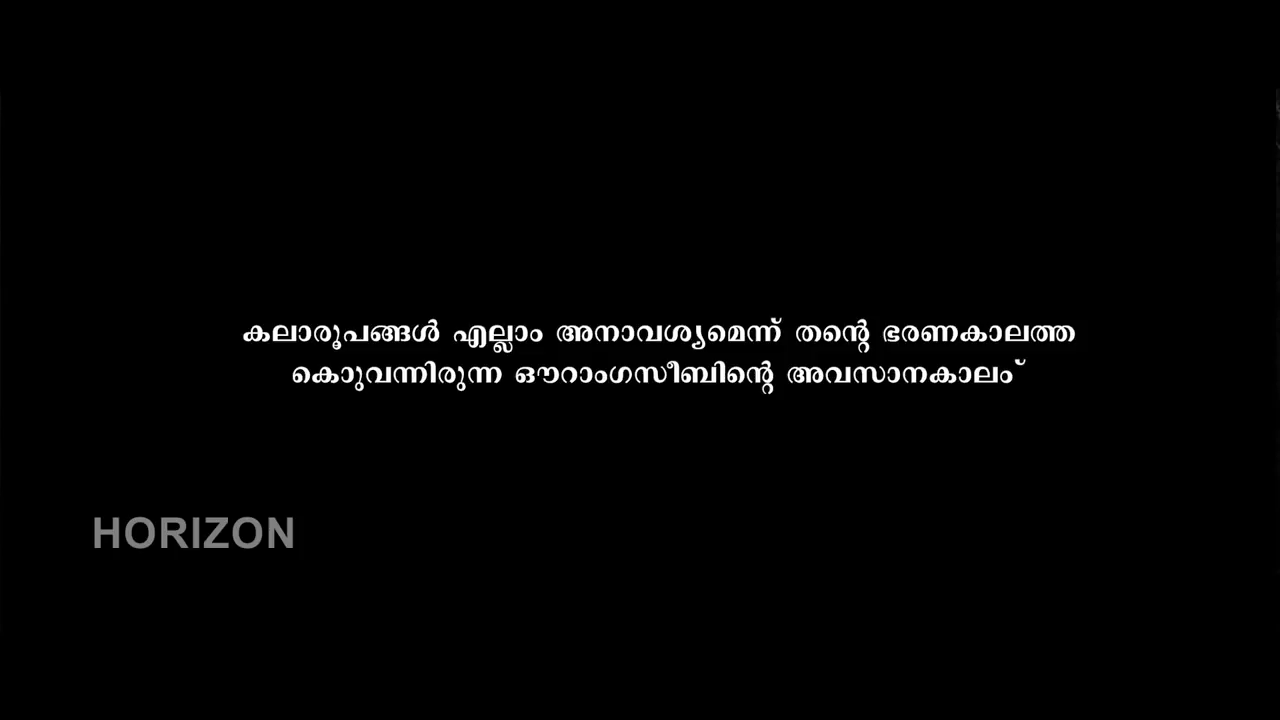 കലാരൂപങ്ങൾ എല്ലാം അനാവശ്യമെന്ന് തന്റെ ഭരണകാലത്ത
കൊുവന്നിരുന്ന ഔറാംഗസീബിന്റെ അവസാനകാലം്
HORIZON